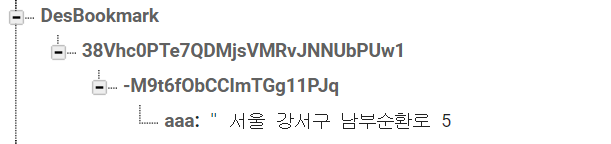 DesBookmark
38Vhc0PTe7QDMjsVMRvJNNUbPUw1
-M9t6fObCClmTGg11PJq
aaa: " 서울 강서구 남부순환로 5